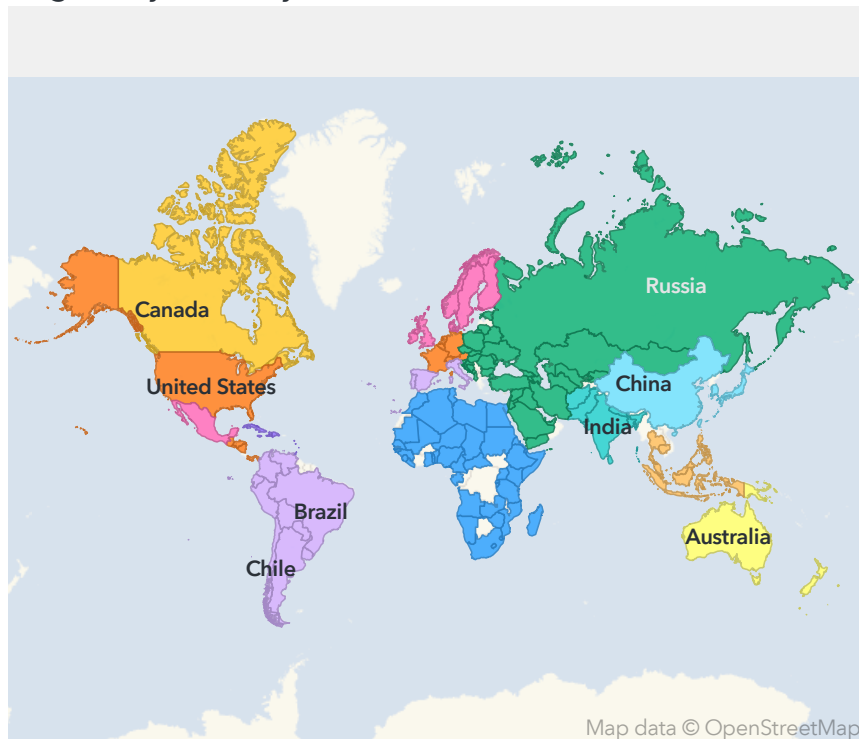 Canada
Russia
United States
China
India
Brazil
Australia
Chile
Map data © OpenStreetMap